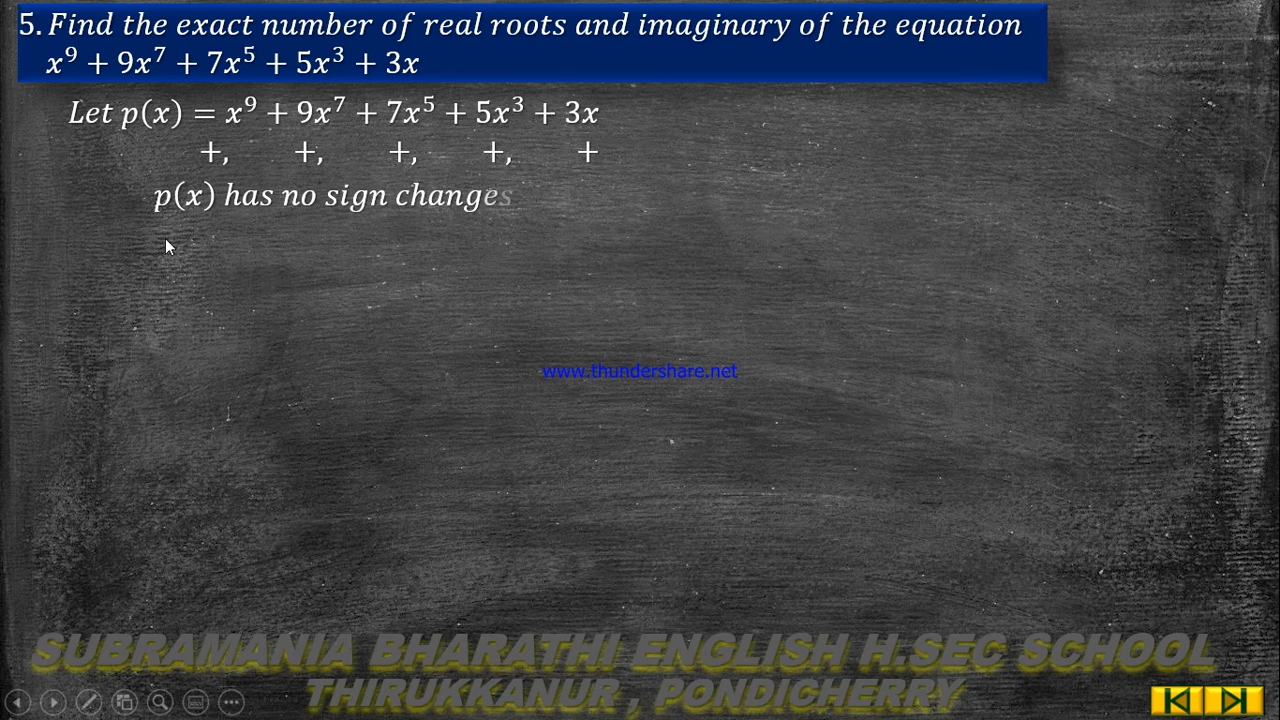 5. Find the exact number of real roots and imaginary of the equation
x⁹ + 9x⁷ + 7x⁵ + 5x³ + 3x
Let p(x) = x⁹ + 9x⁷ + 7x⁵ + 5x³ + 3x
+, +, +, +, +
p(x) has no sign changes
www.thundershare.net
SUBRAMANIA BHARATHI ENGLISH H.SEC SCHOOL
THIRUKKANUR , PONDICHERRY